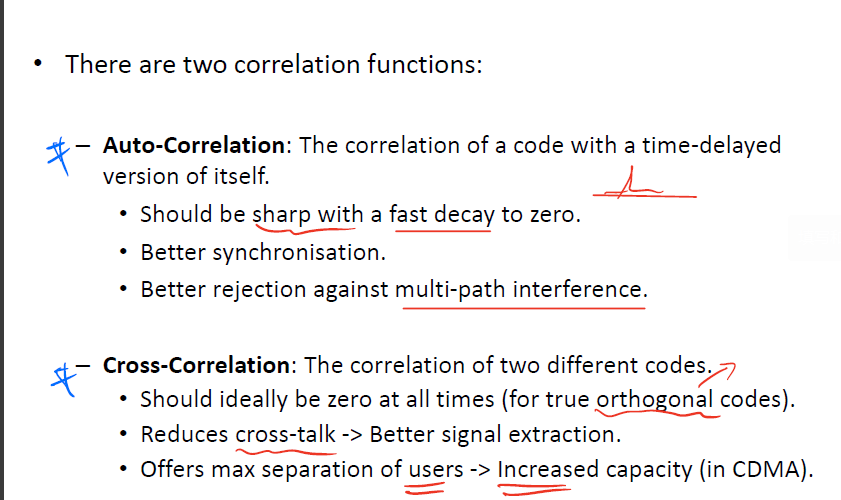 • There are two correlation functions:
– Auto-Correlation: The correlation of a code with a time-delayed
version of itself.
• Should be sharp with a fast decay to zero.
• Better synchronisation.
• Better rejection against multi-path interference.
– Cross-Correlation: The correlation of two different codes.
• Should ideally be zero at all times (for true orthogonal codes).
• Reduces cross-talk -> Better signal extraction.
• Offers max separation of users -> Increased capacity (in CDMA).